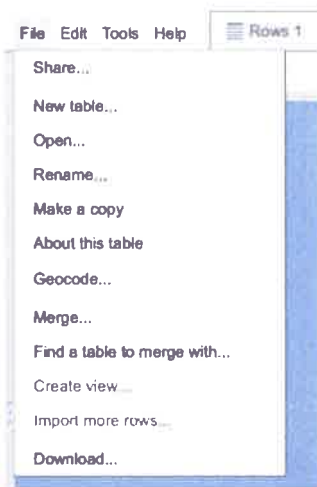 File Edit Tools Help Rows 1
Share...
New table...
Open...
Rename...
Make a copy
About this table
Geocode...
Merge...
Find a table to merge with...
Create view...
Import more rows...
Download...